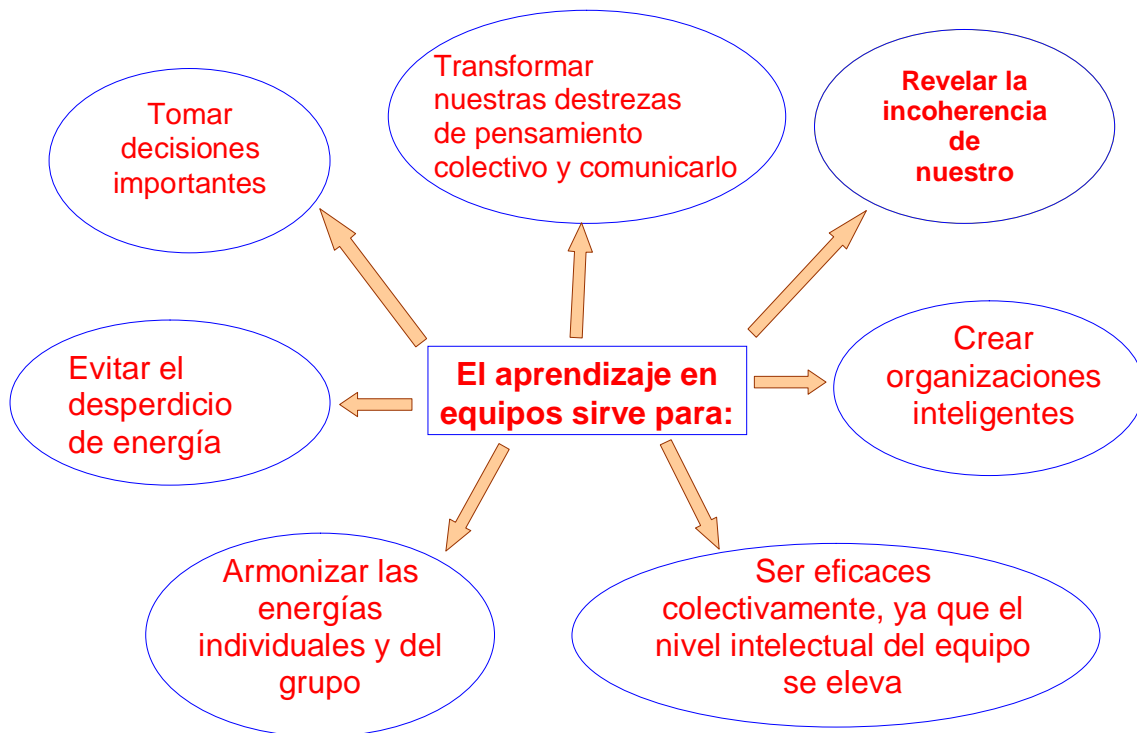 Tomar
decisiones
importantes
Transformar
nuestras destrezas
de pensamiento
colectivo y comunicarlo
Revelar la
incoherencia
de
nuestro
Evitar el
desperdicio
de energía
El aprendizaje en
equipos sirve para:
Crear
organizaciones
inteligentes
Armonizar las
energías
individuales y del
grupo
Ser eficaces
colectivamente, ya que el
nivel intelectual del equipo
se eleva